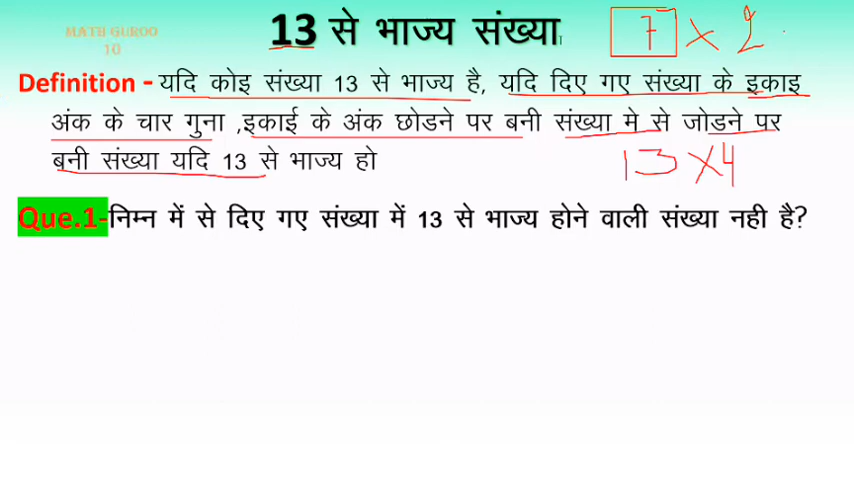 MATH GUROO
10
13 से भाज्य संख्या
7 x 2
Definition - यदि कोइ संख्या 13 से भाज्य है, यदि दिए गए संख्या के इकाइ
अंक के चार गुना ,इकाई के अंक छोडने पर बनी संख्या मे से जोडने पर
बनी संख्या यदि 13 से भाज्य हो
13 x 4
Que.1-निम्न में से दिए गए संख्या में 13 से भाज्य होने वाली संख्या नही है?